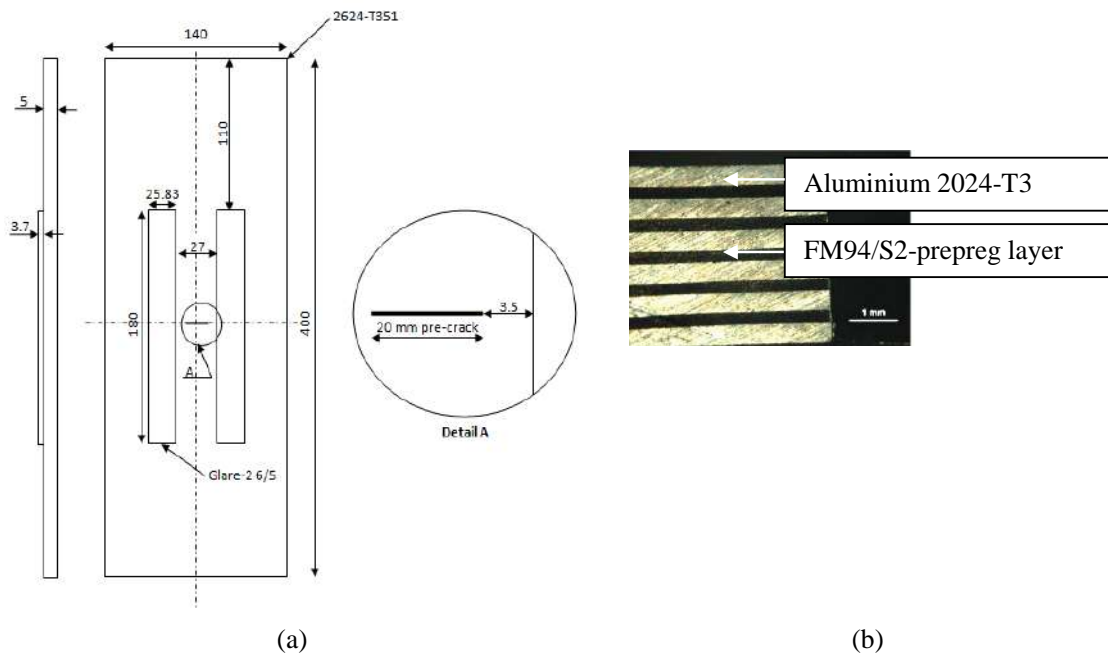 2624-T351
140
5
110
25.83
3.7
27
180
400
A
Glare-2 6/5
3.5
20 mm pre-crack
Detail A
Aluminium 2024-T3
FM94/S2-prepreg layer
1 mm
(a)
(b)